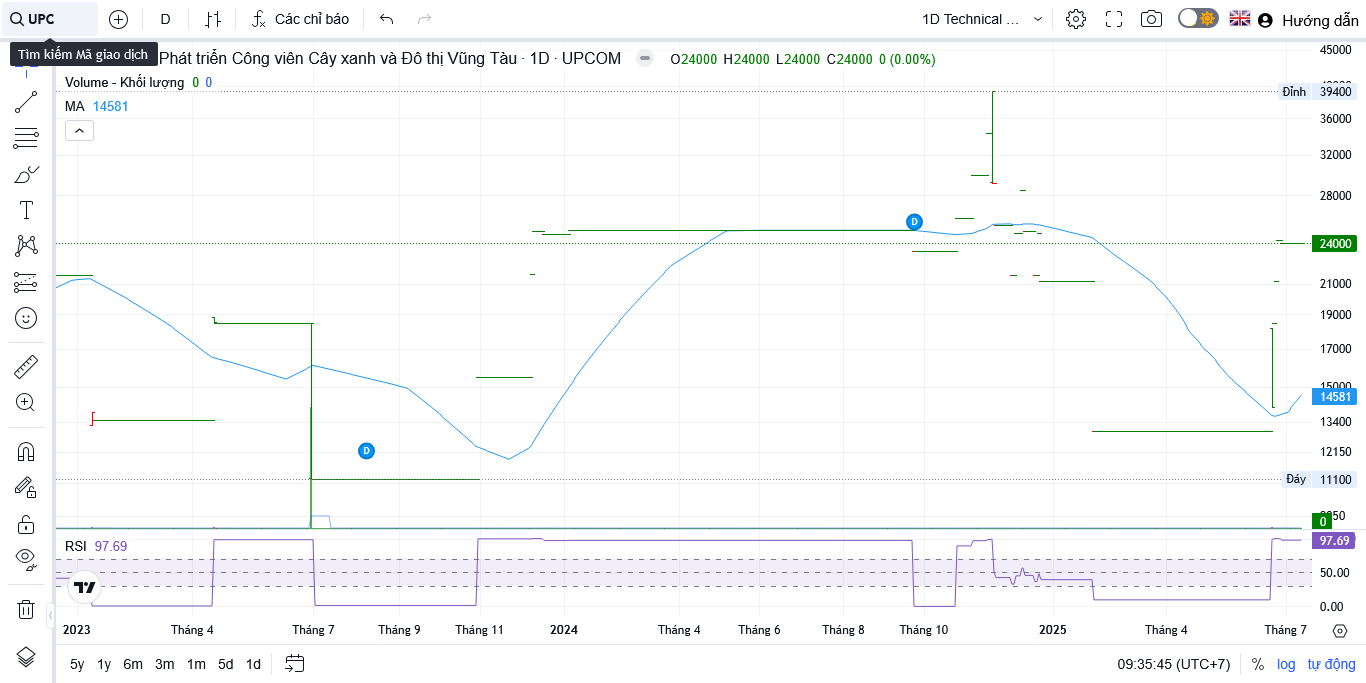 UPC
D
Các chỉ báo
1D Technical ...
Hướng dẫn
Tìm kiếm Mã giao dịch
Phát triển Công viên Cây xanh và Đô thị Vũng Tàu · 1D · UPCOM
O24000 H24000 L24000 C24000 0 (0.00%)
Volume - Khối lượng 0 0
MA 14581
45000
Đỉnh 39400
36000
32000
28000
D
24000
21000
19000
17000
15000
14581
13400
D
12150
Đáy 11100
0
RSI 97.69
97.69
50.00
0.00
2023 Tháng 4 Tháng 7 Tháng 9 Tháng 11 2024 Tháng 4 Tháng 6 Tháng 8 Tháng 10 2025 Tháng 4 Tháng 7
5y 1y 6m 3m 1m 5d 1d
09:35:45 (UTC+7) % log tự động